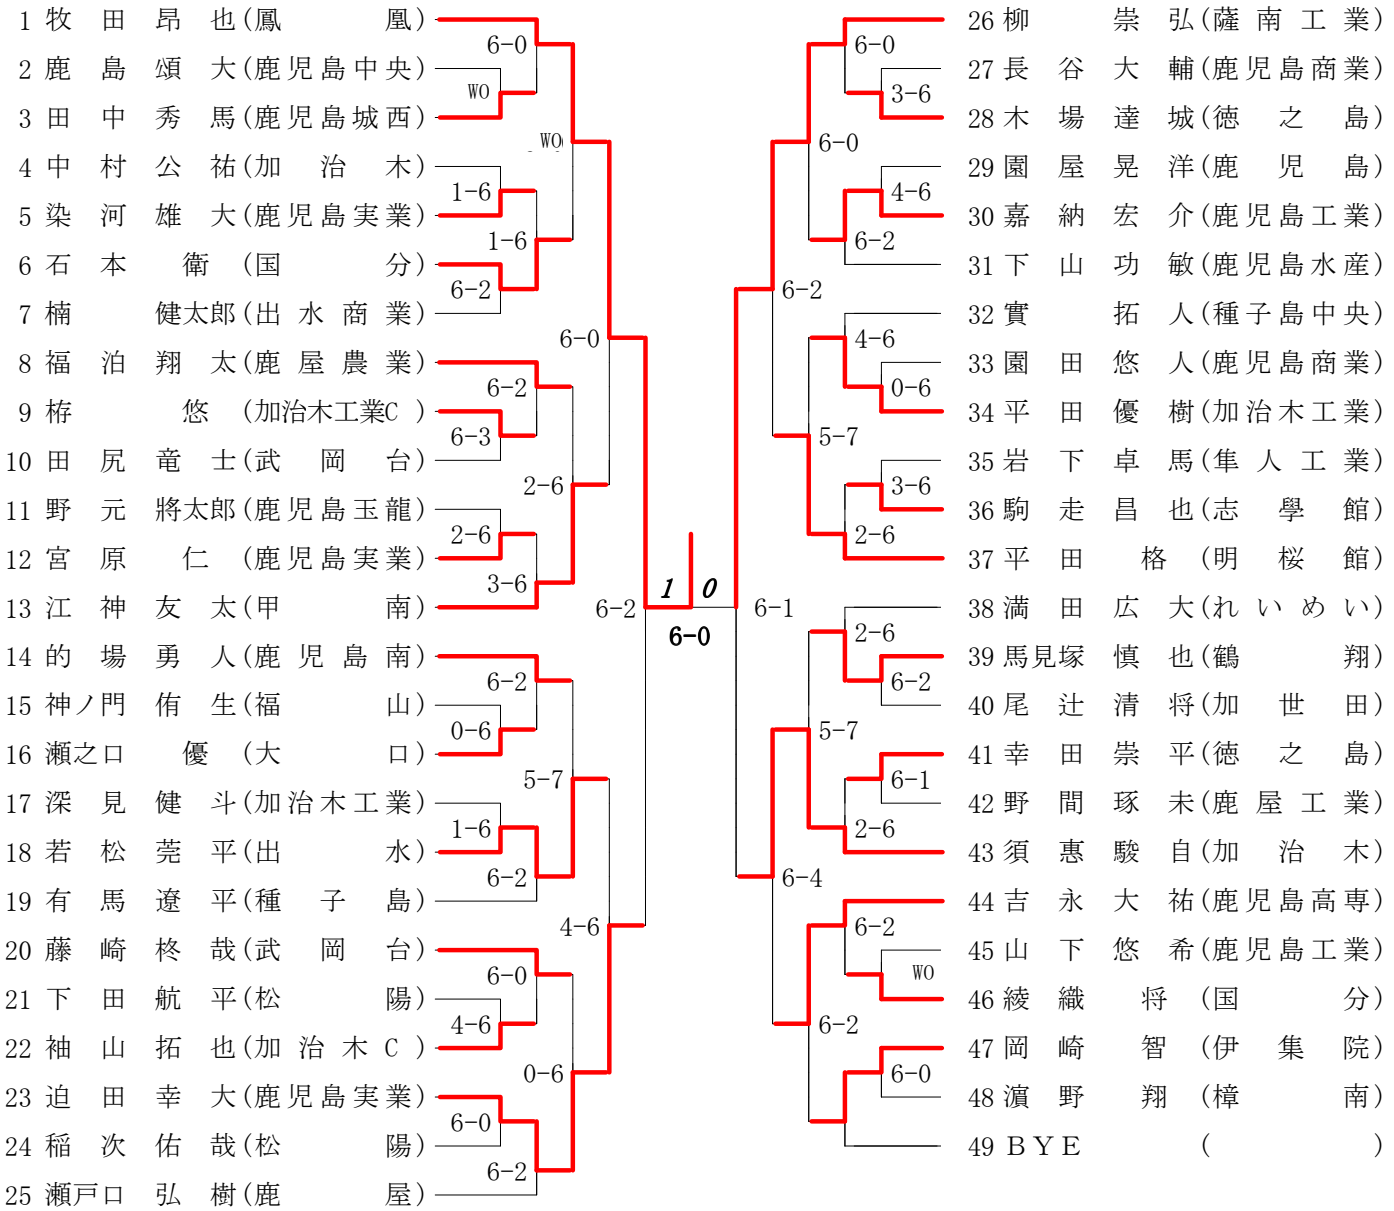 1 牧田昂也(鳳凰)
2 鹿島頌大(鹿児島中央)
3 田中秀馬(鹿児島城西)
4 中村公祐(加治木)
5 染河雄大(鹿児島実業)
6 石本衛(国分)
7 楠健太郎(出水商業)
8 福泊翔太(鹿屋農業)
9 栫悠(加治木工業C)
10 田尻竜士(武岡台)
11 野元將太郎(鹿児島玉龍)
12 宮原仁(鹿児島実業)
13 江神友太(甲南)
14 的場勇人(鹿児島南)
15 神ノ門侑生(福山)
16 瀬之口優(大口)
17 深見健斗(加治木工業)
18 若松莞平(出水)
19 有馬遼平(種子島)
20 藤崎柊哉(武岡台)
21 下田航平(松陽)
22 袖山拓也(加治木C)
23 迫田幸大(鹿児島実業)
24 稲次佑哉(松陽)
25 瀬戸口弘樹(鹿屋)
6-0
WO
WO
1-6
1-6
6-2
6-0
6-2
6-3
2-6
2-6
3-6
6-2
6-2
0-6
5-7
1-6
6-2
4-6
6-0
4-6
0-6
6-0
6-2
1 0
6-0
6-0
3-6
6-0
4-6
6-2
6-2
4-6
0-6
5-7
3-6
2-6
6-1
2-6
6-2
5-7
6-1
2-6
6-4
6-2
WO
6-2
6-0
26 柳崇弘(薩南工業)
27 長谷大輔(鹿児島商業)
28 木場達城(徳之島)
29 園屋晃洋(鹿児島)
30 嘉納宏介(鹿児島工業)
31 下山功敏(鹿児島水産)
32 實拓人(種子島中央)
33 園田悠人(鹿児島商業)
34 平田優樹(加治木工業)
35 岩下卓馬(隼人工業)
36 駒走昌也(志學館)
37 平田格(明桜館)
38 満田広大(れいめい)
39 馬見塚慎也(鶴翔)
40 尾辻清将(加世田)
41 幸田崇平(徳之島)
42 野間琢未(鹿屋工業)
43 須惠駿自(加治木)
44 吉永大祐(鹿児島高専)
45 山下悠希(鹿児島工業)
46 綾織将(国分)
47 岡崎智(伊集院)
48 濵野翔(樟南)
49 BYE ( )